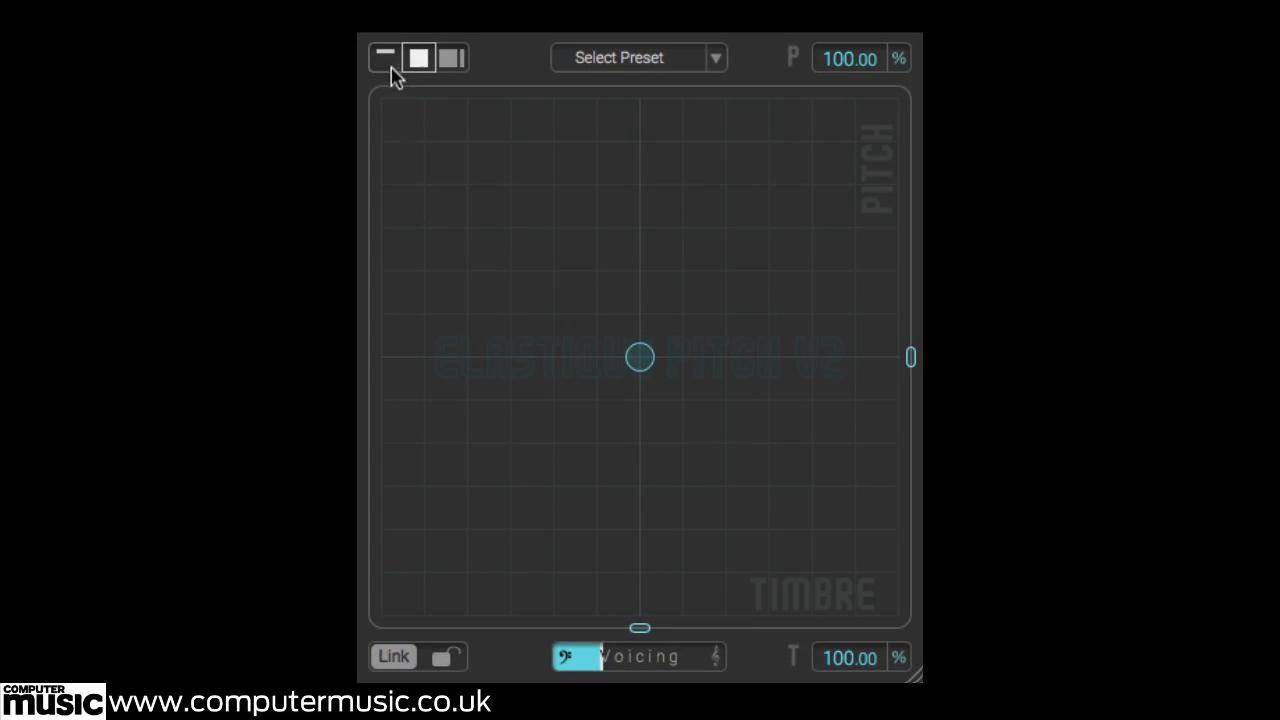 Select Preset
P 100.00 %
PITCH
ELASTIQUE PITCH V2
TIMBRE
Link
Voicing
T 100.00 %
COMPUTER
music www.computermusic.co.uk